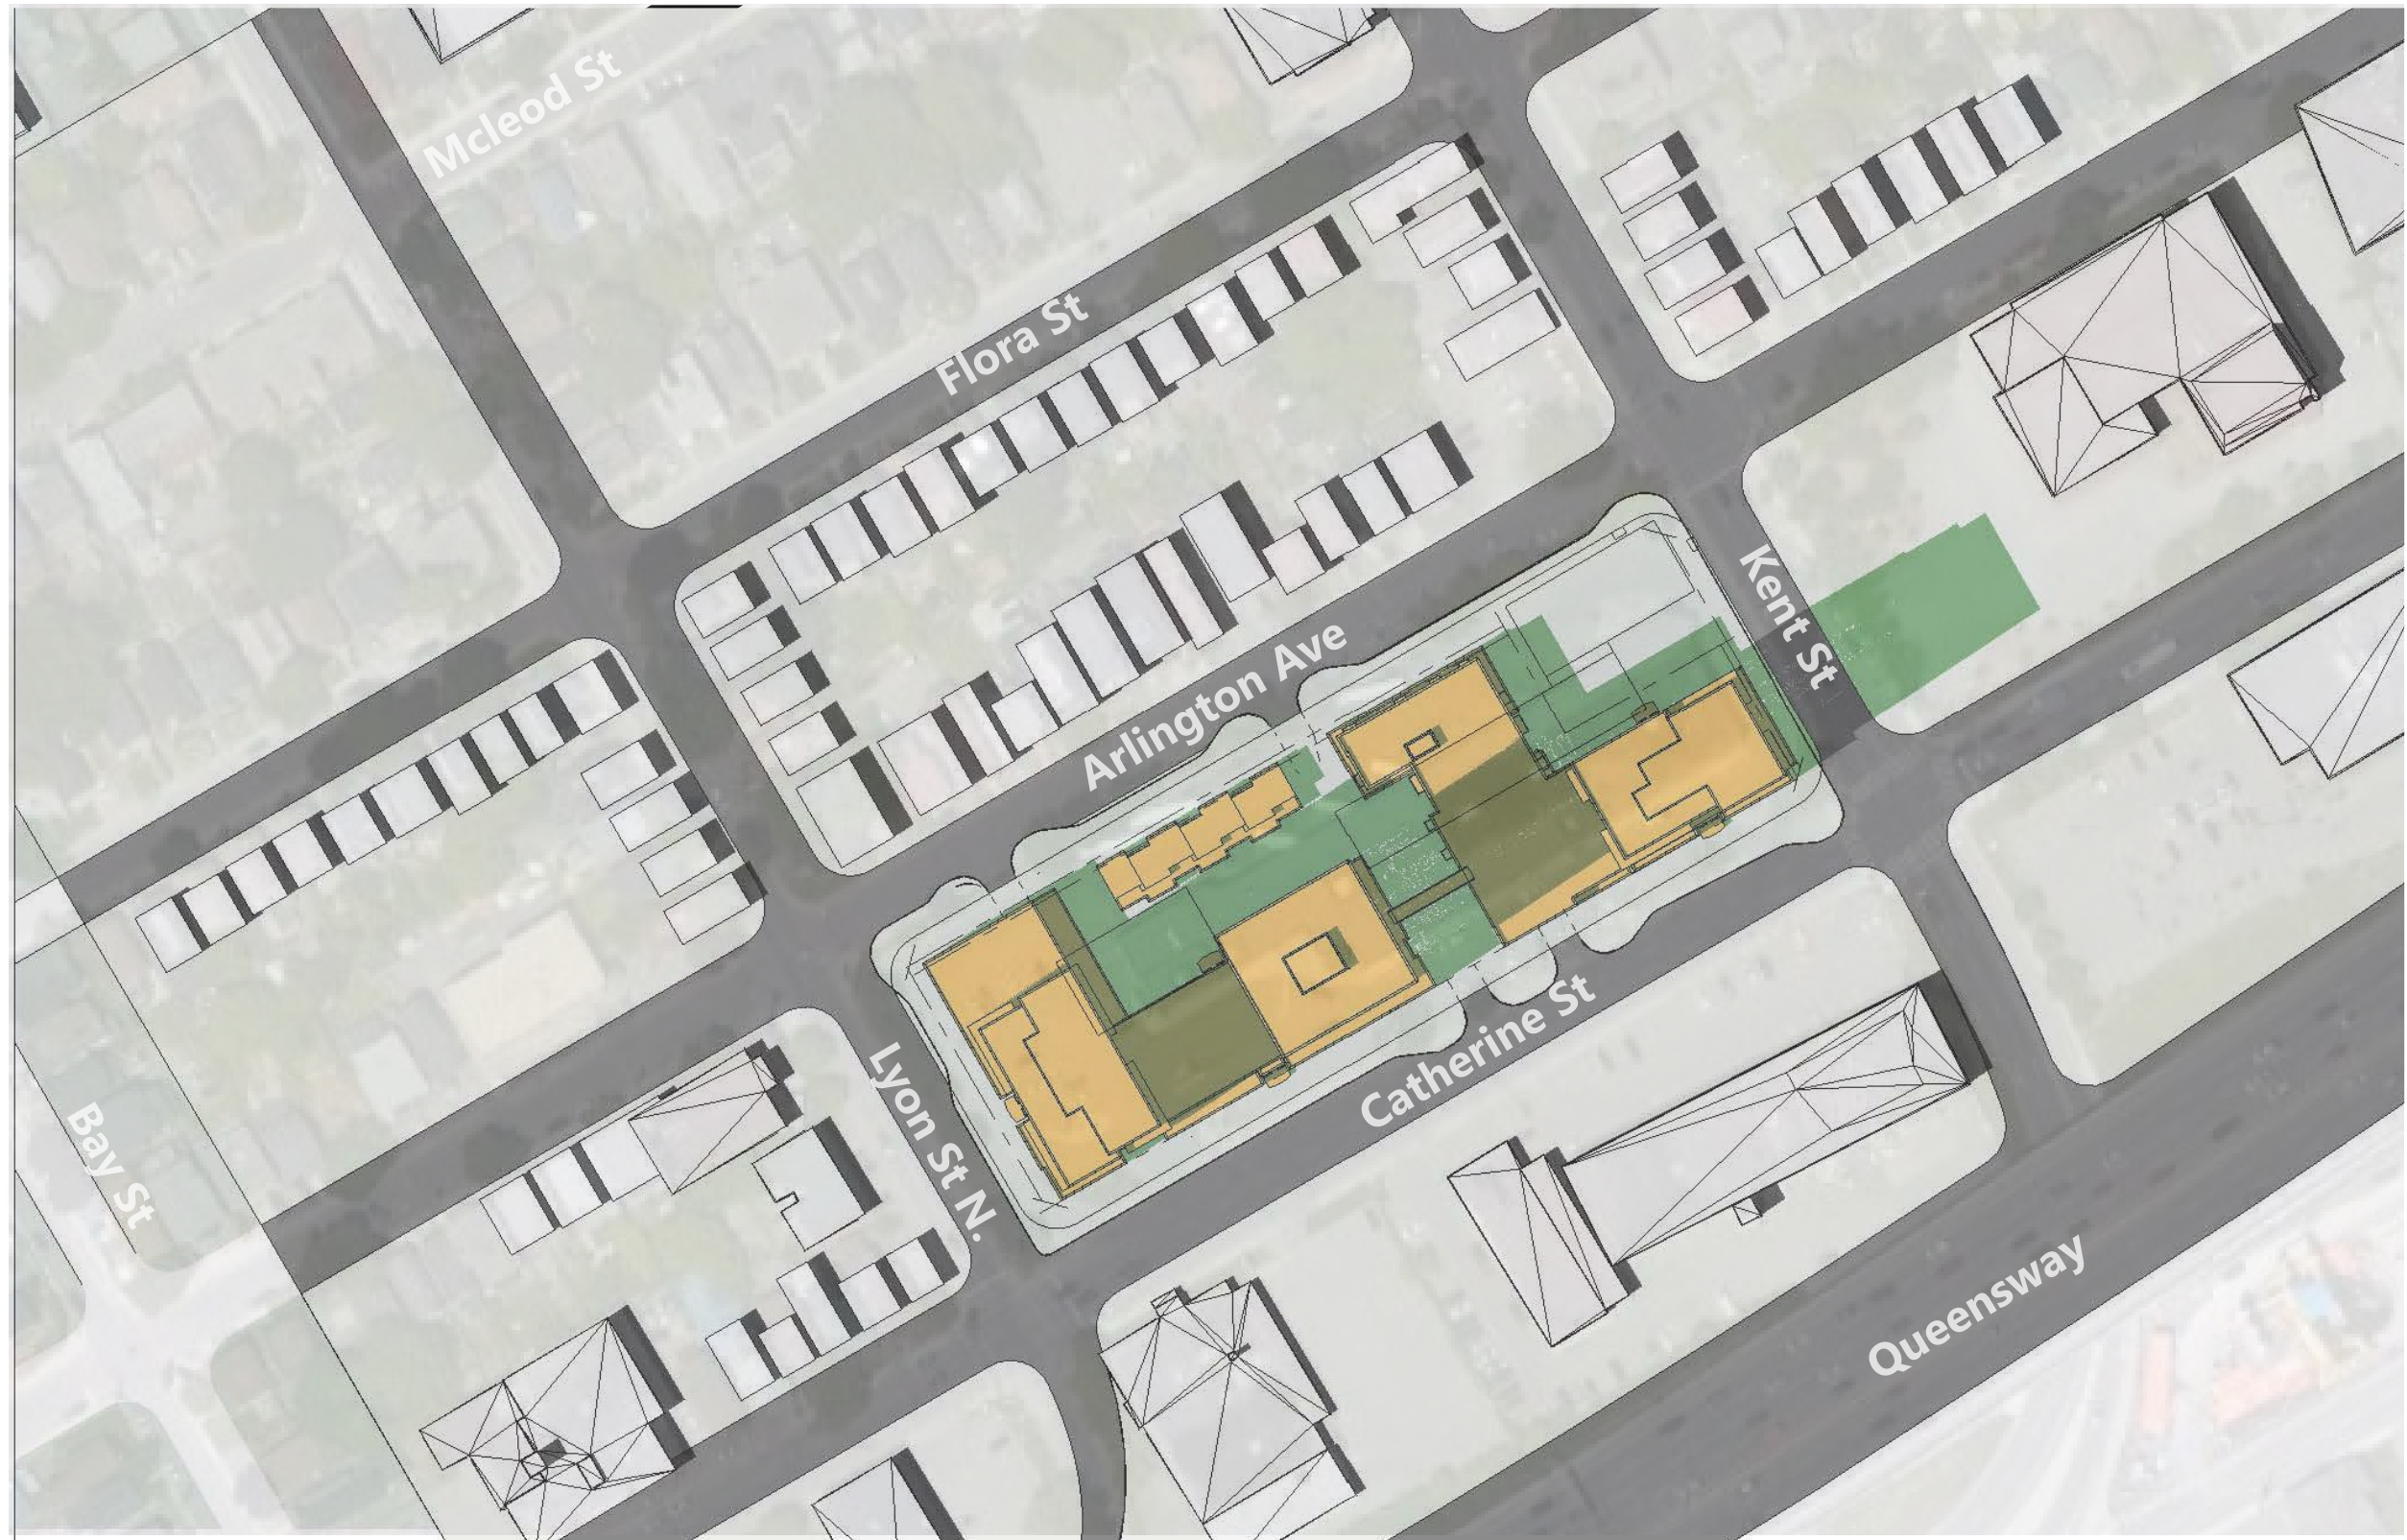 Mcleod St
Flora St
Kent St
Arlington Ave
Catherine St
Lyon St N.
Bay St
Queensway